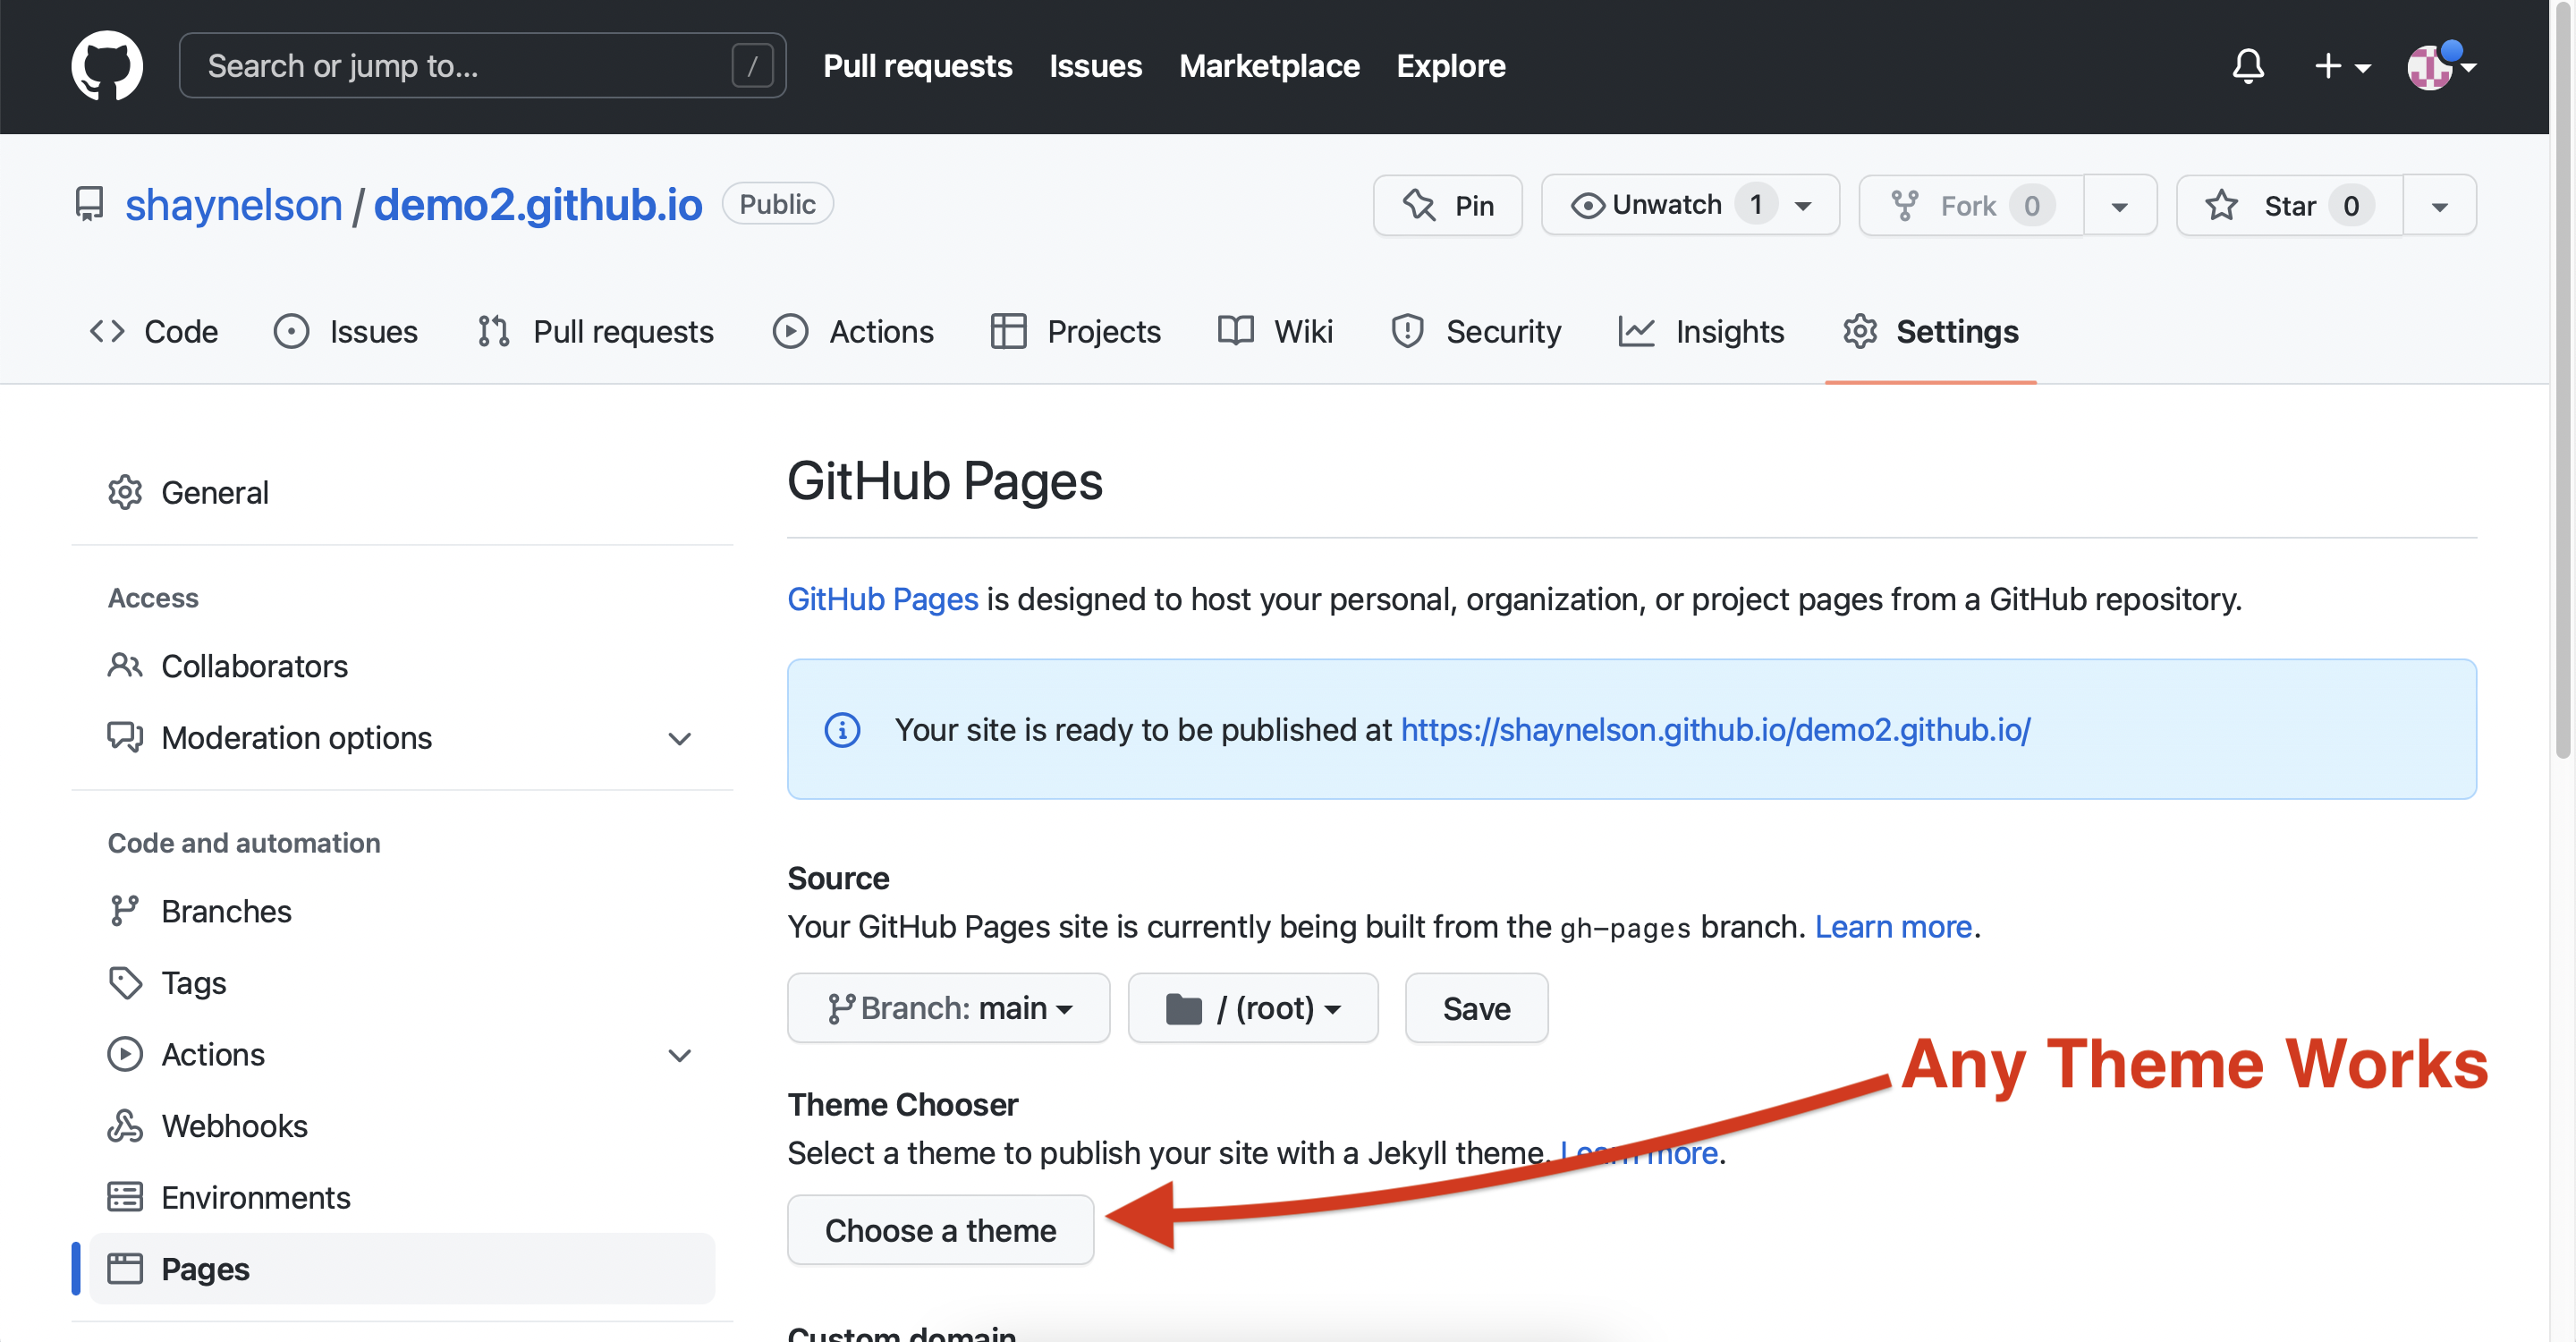 Search or jump to... /
Pull requests Issues Marketplace Explore
shaynelson / demo2.github.io Public
Pin Unwatch 1 Fork 0 Star 0
Code Issues Pull requests Actions Projects Wiki Security Insights Settings
General
Access
Collaborators
Moderation options
Code and automation
Branches
Tags
Actions
Webhooks
Environments
Pages
GitHub Pages
GitHub Pages is designed to host your personal, organization, or project pages from a GitHub repository.
Your site is ready to be published at https://shaynelson.github.io/demo2.github.io/
Source
Your GitHub Pages site is currently being built from the gh-pages branch. Learn more.
Branch: main / (root) Save
Any Theme Works
Theme Chooser
Select a theme to publish your site with a Jekyll theme. Learn more.
Choose a theme
Custom domain